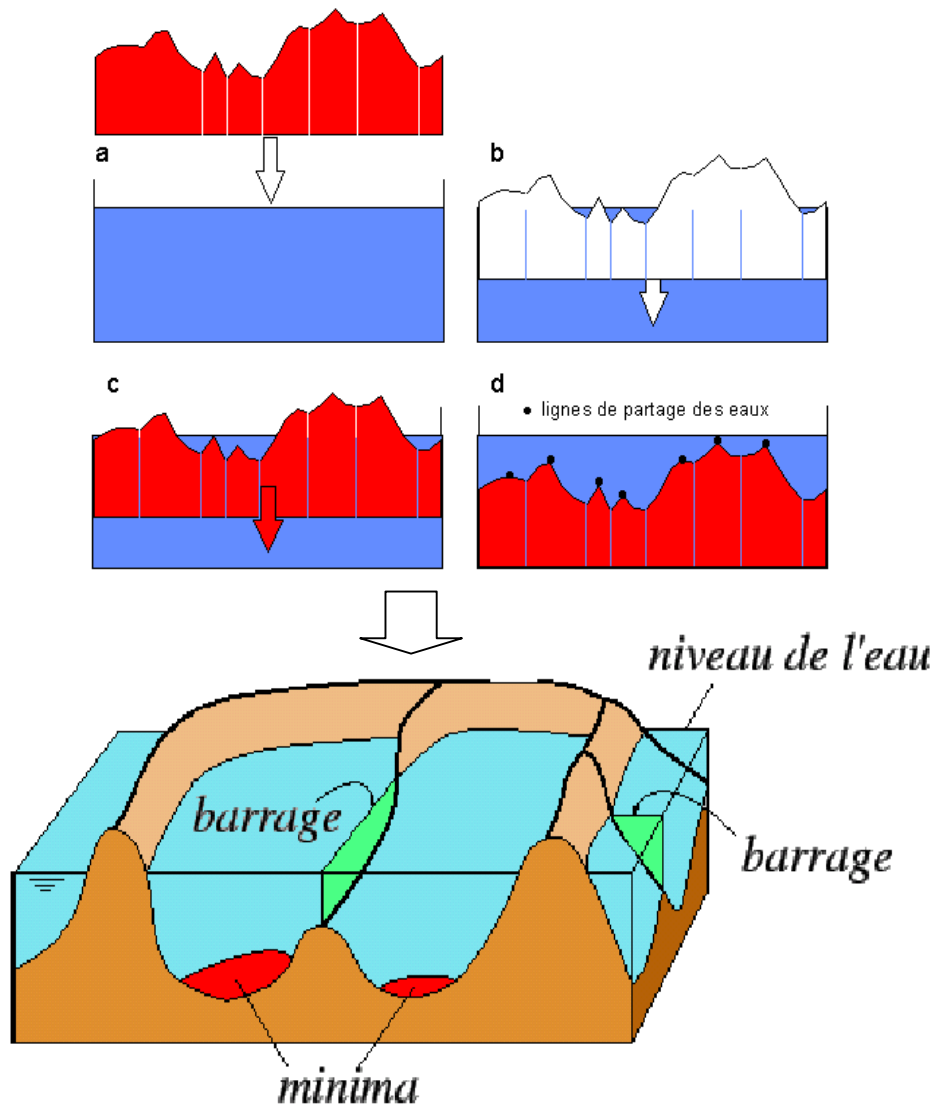 a
b
c
d
lignes de partage des eaux
niveau de l'eau
barrage
barrage
minima